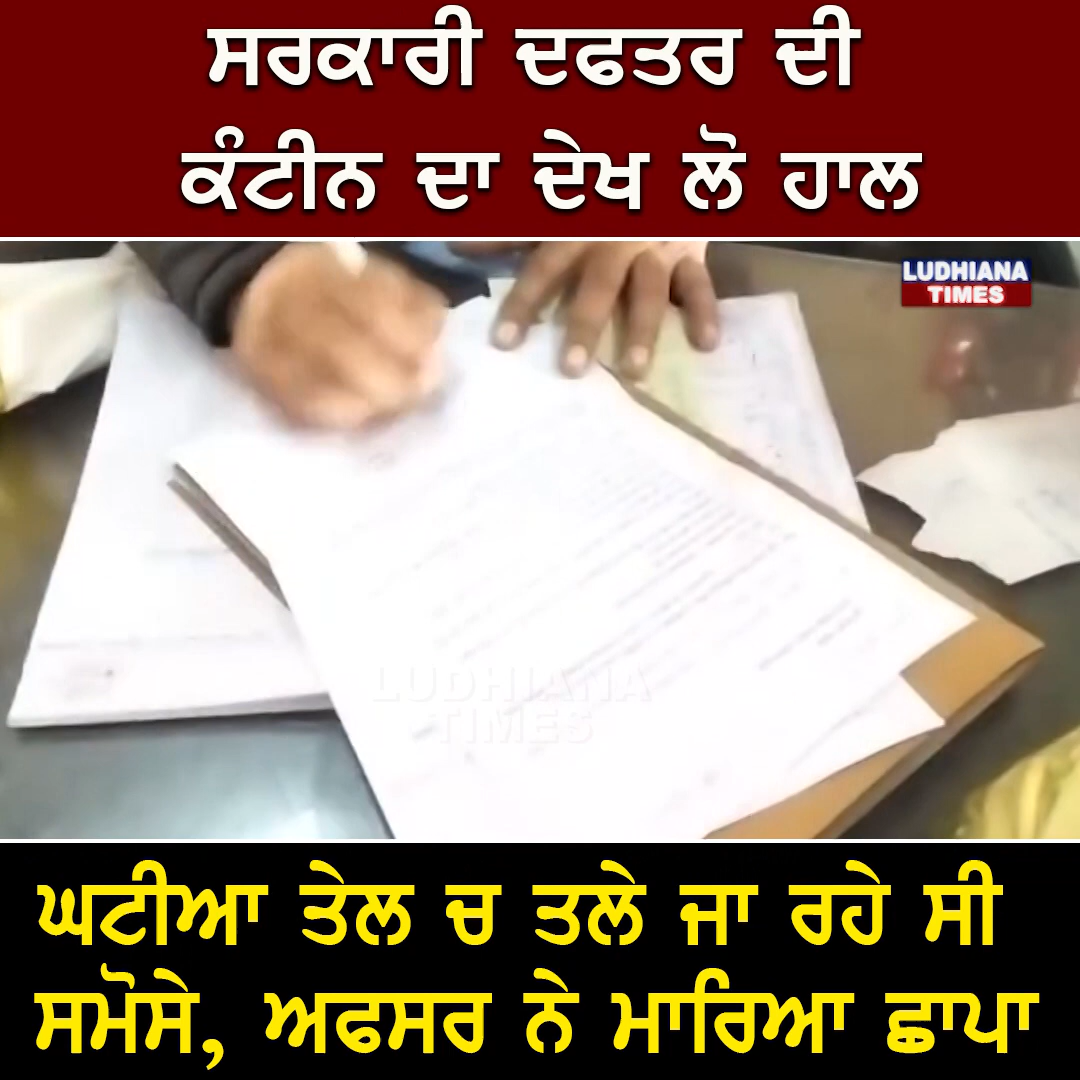 ਸਰਕਾਰੀ ਦਫਤਰ ਦੀ
ਕੰਟੀਨ ਦਾ ਦੇਖ ਲੋ ਹਾਲ
LUDHIANA
TIMES
LUDHIANA
TIMES
ਘਟੀਆ ਤੇਲ ਚ ਤਲੇ ਜਾ ਰਹੇ ਸੀ
ਸਮੋਸੇ, ਅਫਸਰ ਨੇ ਮਾਰਿਆ ਛਾਪਾ